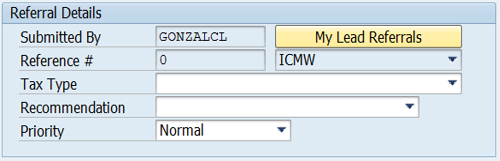 Referral Details
Submitted By GONZALCL My Lead Referrals
Reference # 0 ICMW
Tax Type
Recommendation
Priority Normal